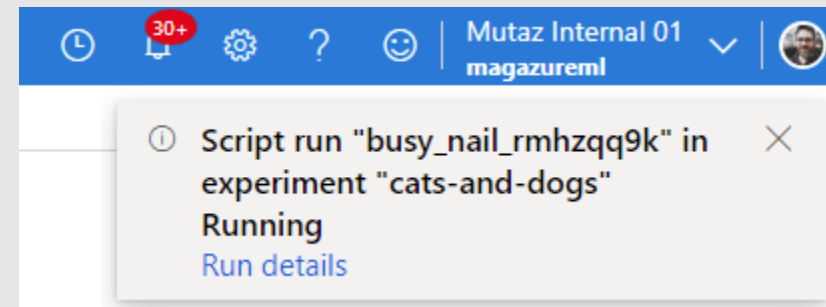 30+
?
Mutaz Internal 01
magazureml
Script run "busy_nail_rmhzqq9k" in
experiment "cats-and-dogs"
Running
Run details